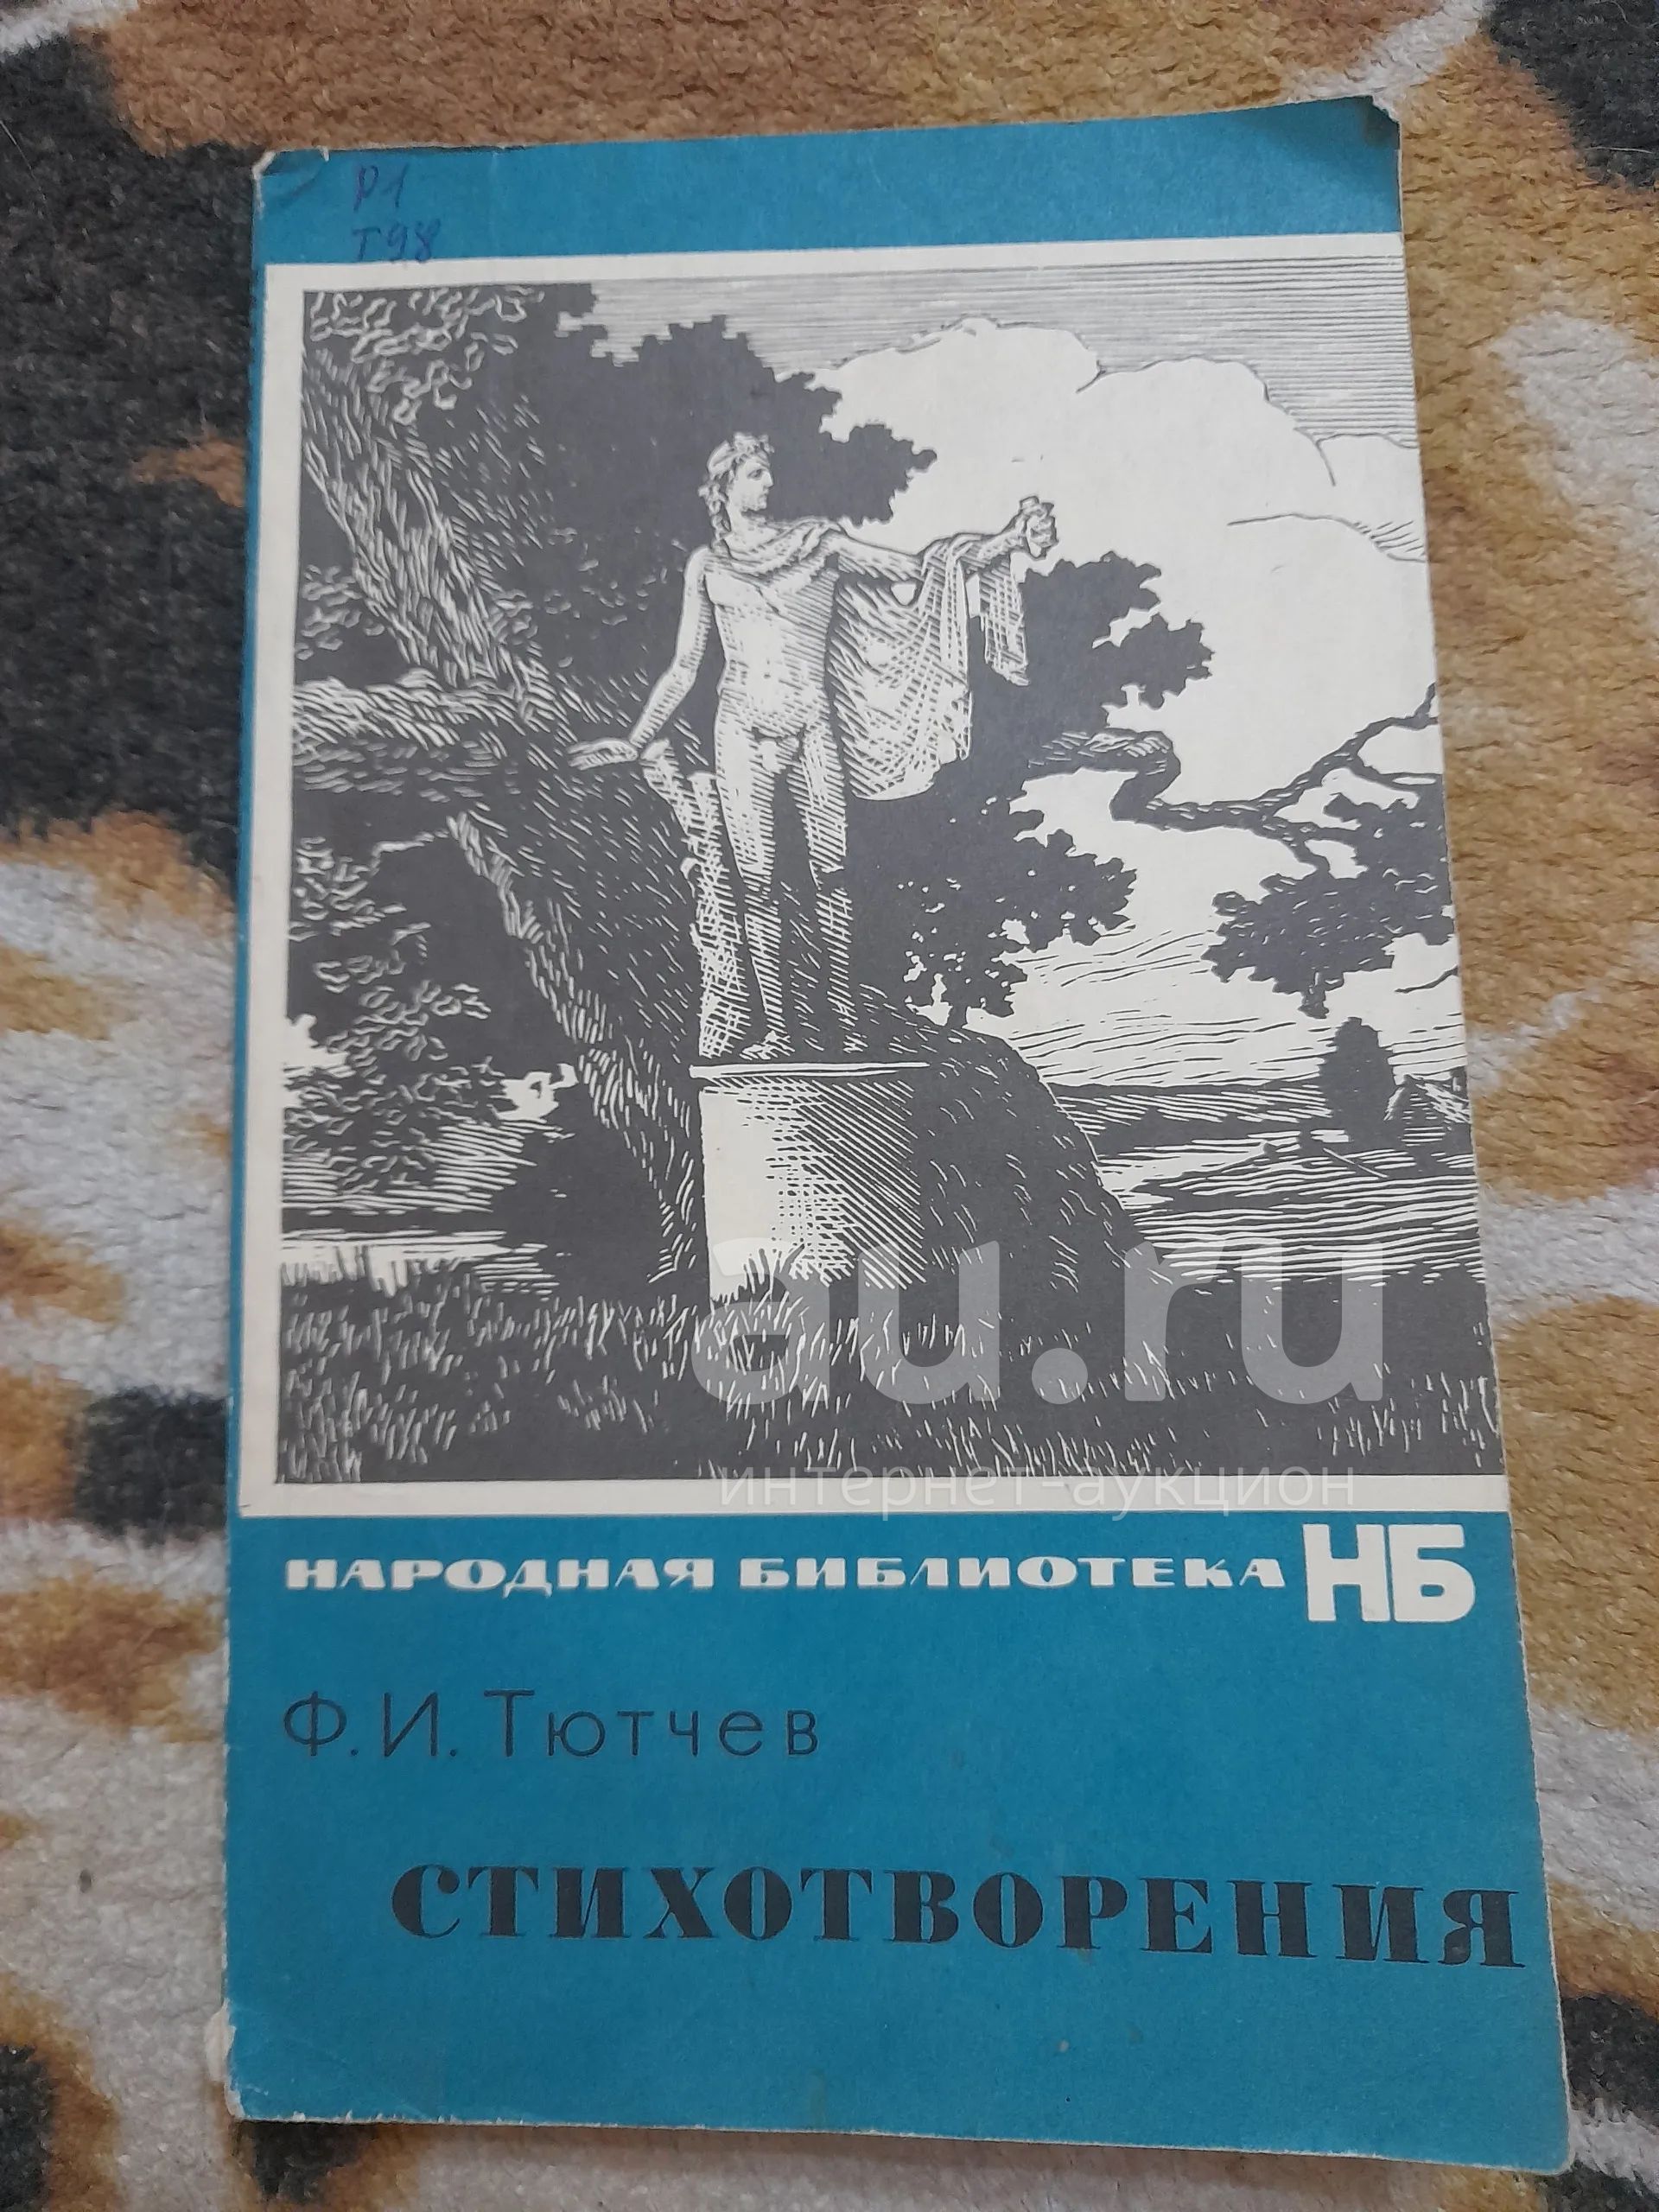 Р1
Т98
au.ru
интернет-аукцион
НАРОДНАЯ БИБЛИОТЕКА НБ
Ф.И. Тютчев
СТИХОТВОРЕНИЯ